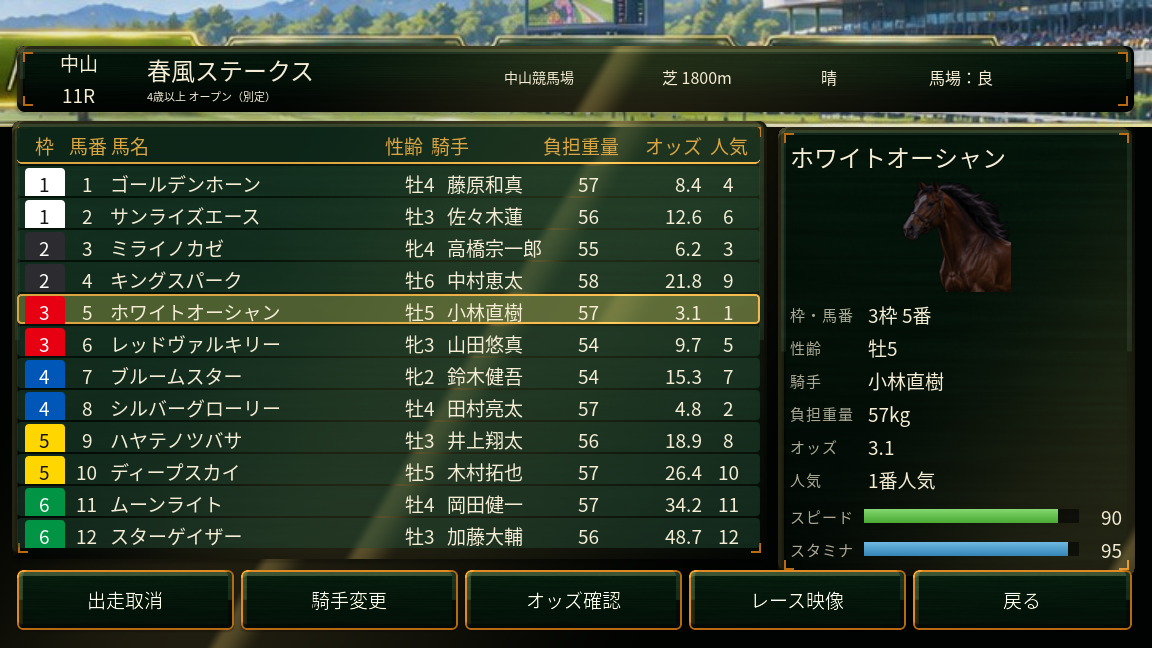 中山
11R
春風ステークス
4歳以上 オープン（別定）
中山競馬場
芝 1800m
晴
馬場：良
枠 馬番 馬名 性齢 騎手 負担重量 オッズ 人気
1 1 ゴールデンホーン 牡4 藤原和真 57 8.4 4
1 2 サンライズエース 牡3 佐々木蓮 56 12.6 6
2 3 ミライノカゼ 牝4 高橋宗一郎 55 6.2 3
2 4 キングスパーク 牡6 中村恵太 58 21.8 9
3 5 ホワイトオーシャン 牡5 小林直樹 57 3.1 1
3 6 レッドヴァルキリー 牝3 山田悠真 54 9.7 5
4 7 ブルームスター 牝2 鈴木健吾 54 15.3 7
4 8 シルバーグローリー 牡4 田村亮太 57 4.8 2
5 9 ハヤテノツバサ 牡3 井上翔太 56 18.9 8
5 10 ディープスカイ 牡5 木村拓也 57 26.4 10
6 11 ムーンライト 牡4 岡田健一 57 34.2 11
6 12 スターゲイザー 牡3 加藤大輔 56 48.7 12
ホワイトオーシャン
枠・馬番 3枠 5番
性齢 牡5
騎手 小林直樹
負担重量 57kg
オッズ 3.1
人気 1番人気
スピード 90
スタミナ 95
出走取消
騎手変更
オッズ確認
レース映像
戻る